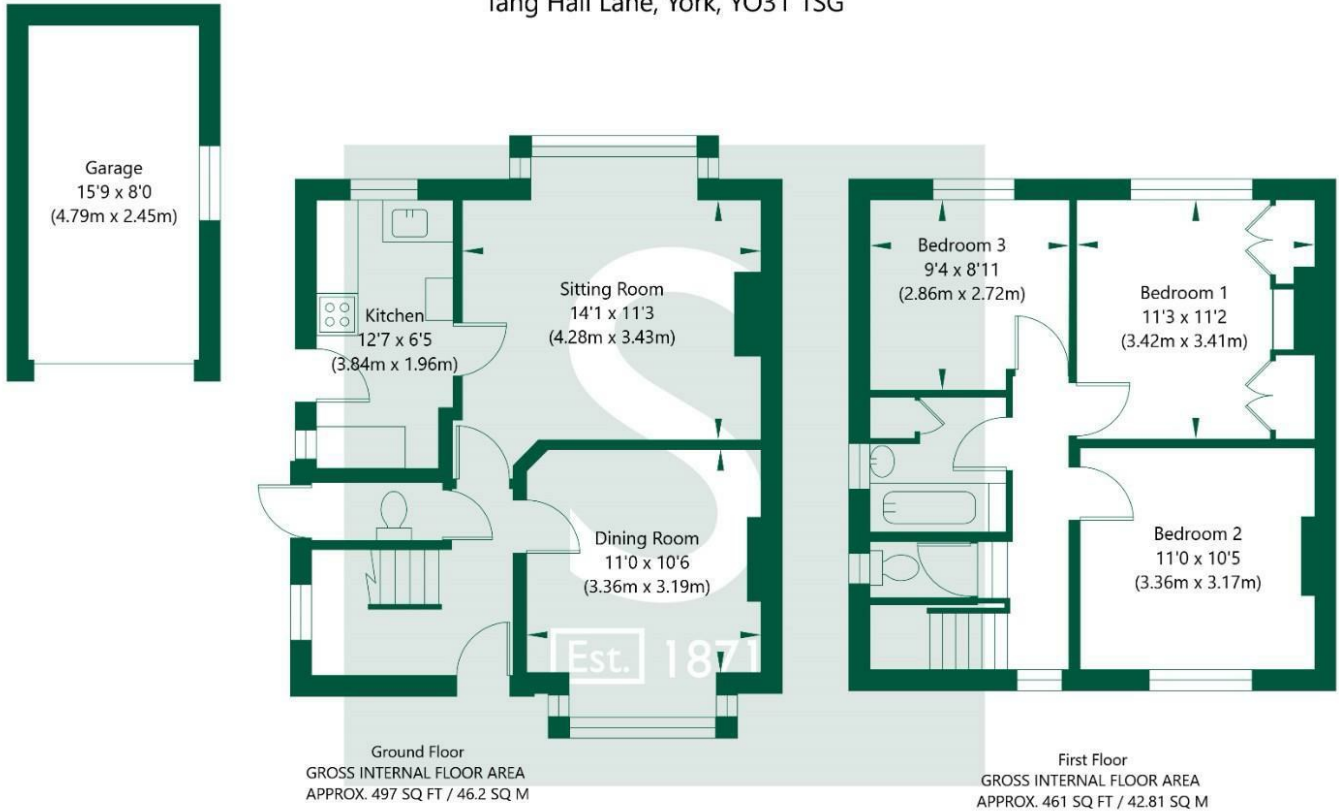 Tang Hall Lane, York, YO31 1SG
Garage
15'9 x 8'0
(4.79m x 2.45m)
Kitchen
12'7 x 6'5
(3.84m x 1.96m)
Sitting Room
14'1 x 11'3
(4.28m x 3.43m)
Dining Room
11'0 x 10'6
(3.36m x 3.19m)
S
Est. 1871
Ground Floor
GROSS INTERNAL FLOOR AREA
APPROX. 497 SQ FT / 46.2 SQ M
Bedroom 3
9'4 x 8'11
(2.86m x 2.72m)
Bedroom 1
11'3 x 11'2
(3.42m x 3.41m)
Bedroom 2
11'0 x 10'5
(3.36m x 3.17m)
First Floor
GROSS INTERNAL FLOOR AREA
APPROX. 461 SQ FT / 42.81 SQ M